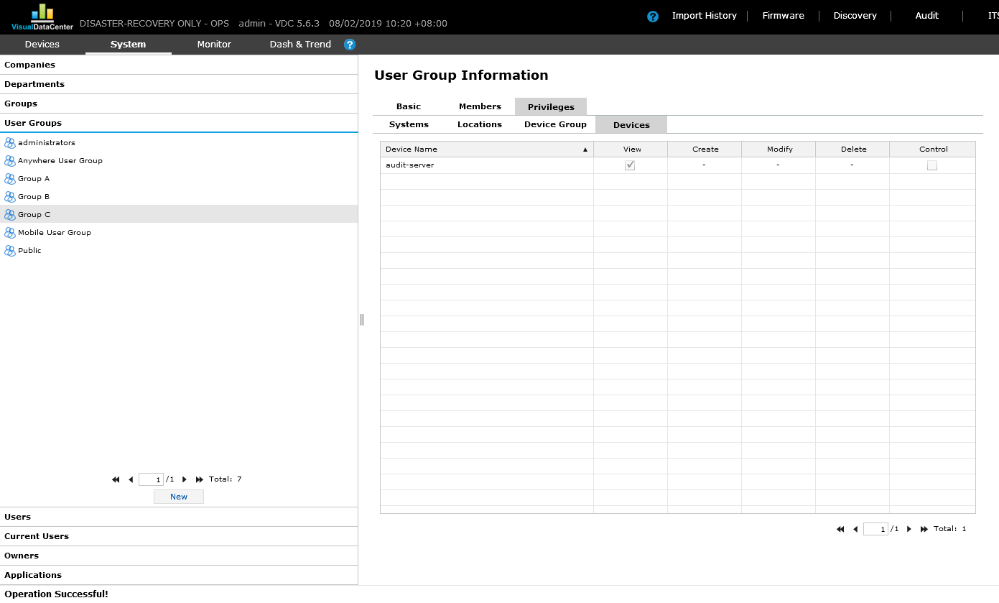 VisualDataCenter DISASTER-RECOVERY ONLY - OPS admin - VDC 5.6.3 08/02/2019 10:20 +08:00 ? Import History Firmware Discovery Audit
Devices System Monitor Dash & Trend ?
Companies
Departments
Groups
User Groups
administrators
Anywhere User Group
Group A
Group B
Group C
Mobile User Group
Public
1 /1 Total: 7
New
Users
Current Users
Owners
Applications
Operation Successful!
User Group Information
Basic Members Privileges
Systems Locations Device Group Devices
Device Name ▲ View Create Modify Delete Control
audit-server - - -
1 /1 Total: 1